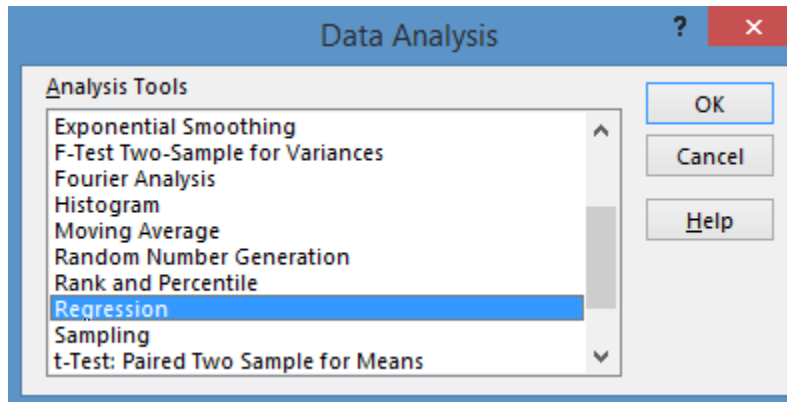 Data Analysis
?
×
Analysis Tools
Exponential Smoothing
F-Test Two-Sample for Variances
Fourier Analysis
Histogram
Moving Average
Random Number Generation
Rank and Percentile
Regression
Sampling
t-Test: Paired Two Sample for Means
OK
Cancel
Help